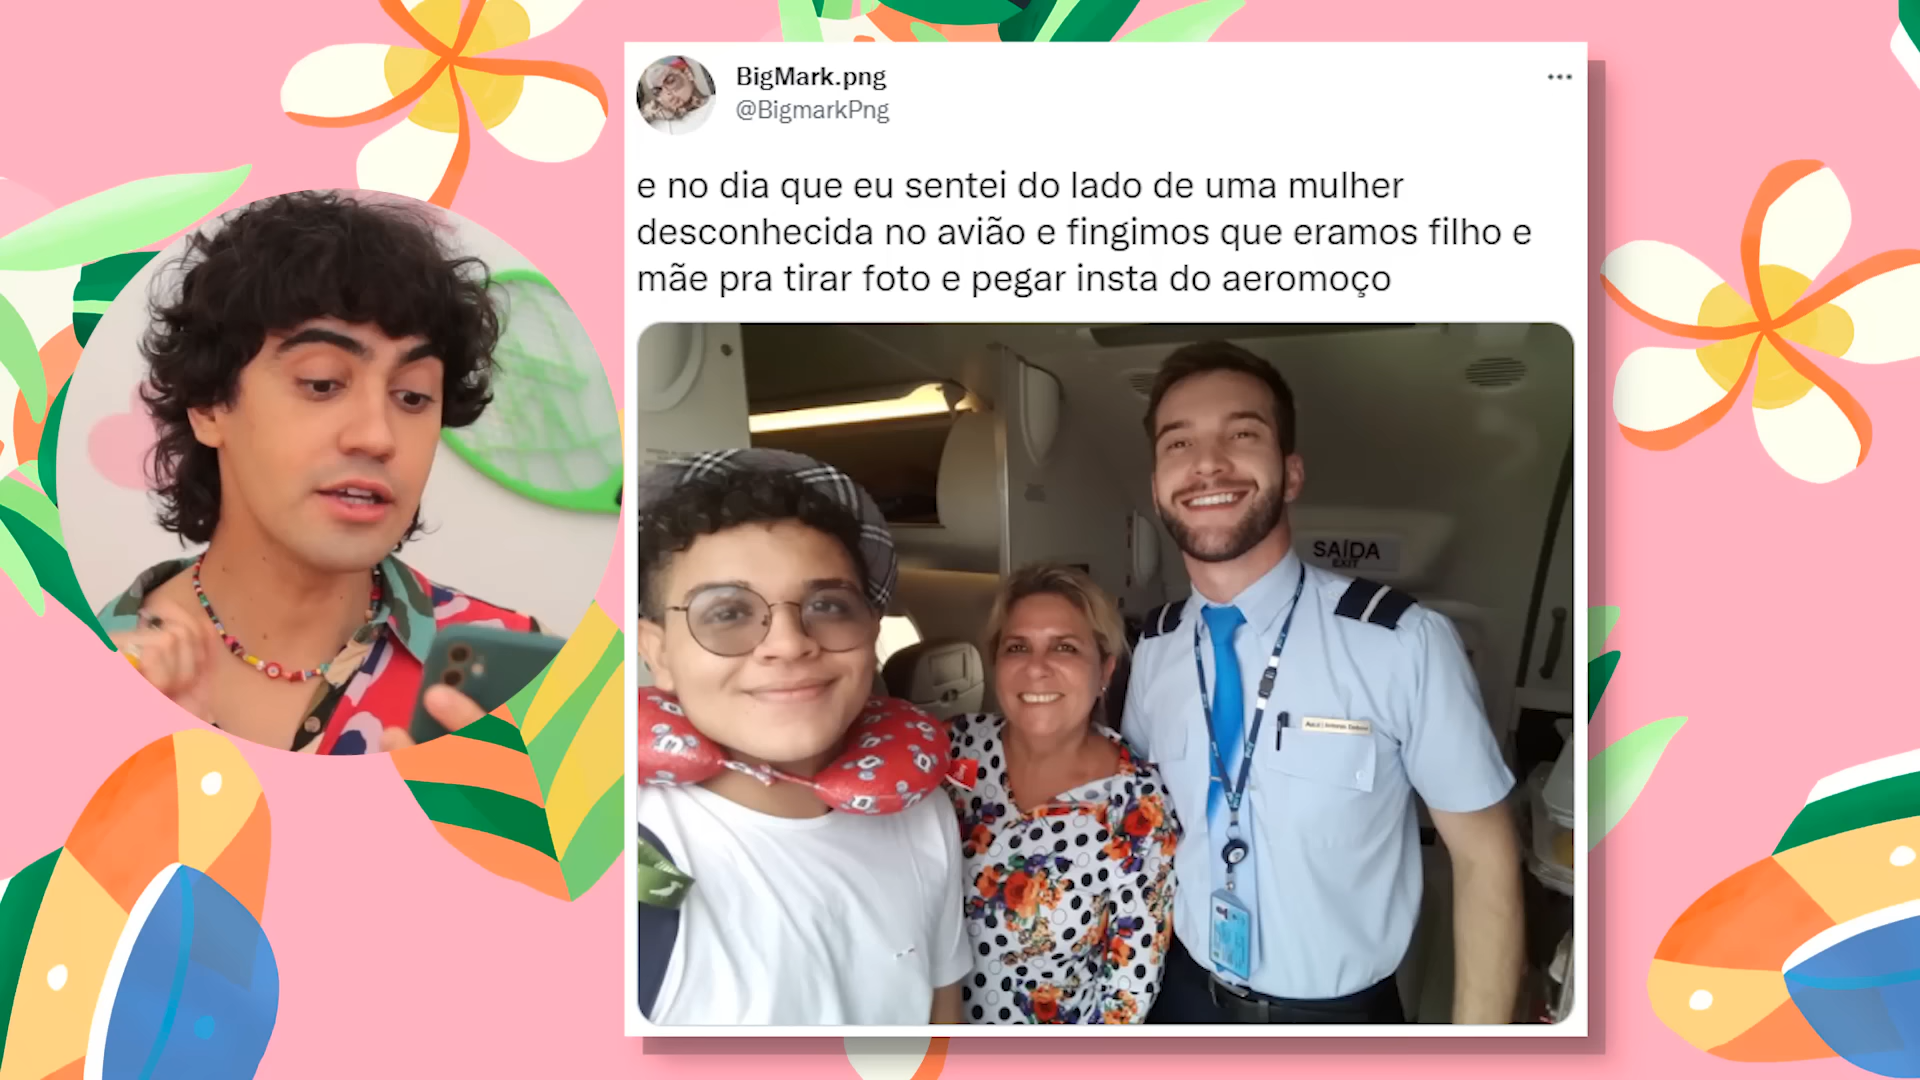 BigMark.png
@BigmarkPng
e no dia que eu sentei do lado de uma mulher
desconhecida no avião e fingimos que eramos filho e
mãe pra tirar foto e pegar insta do aeromoço
SAÍDA
EXIT